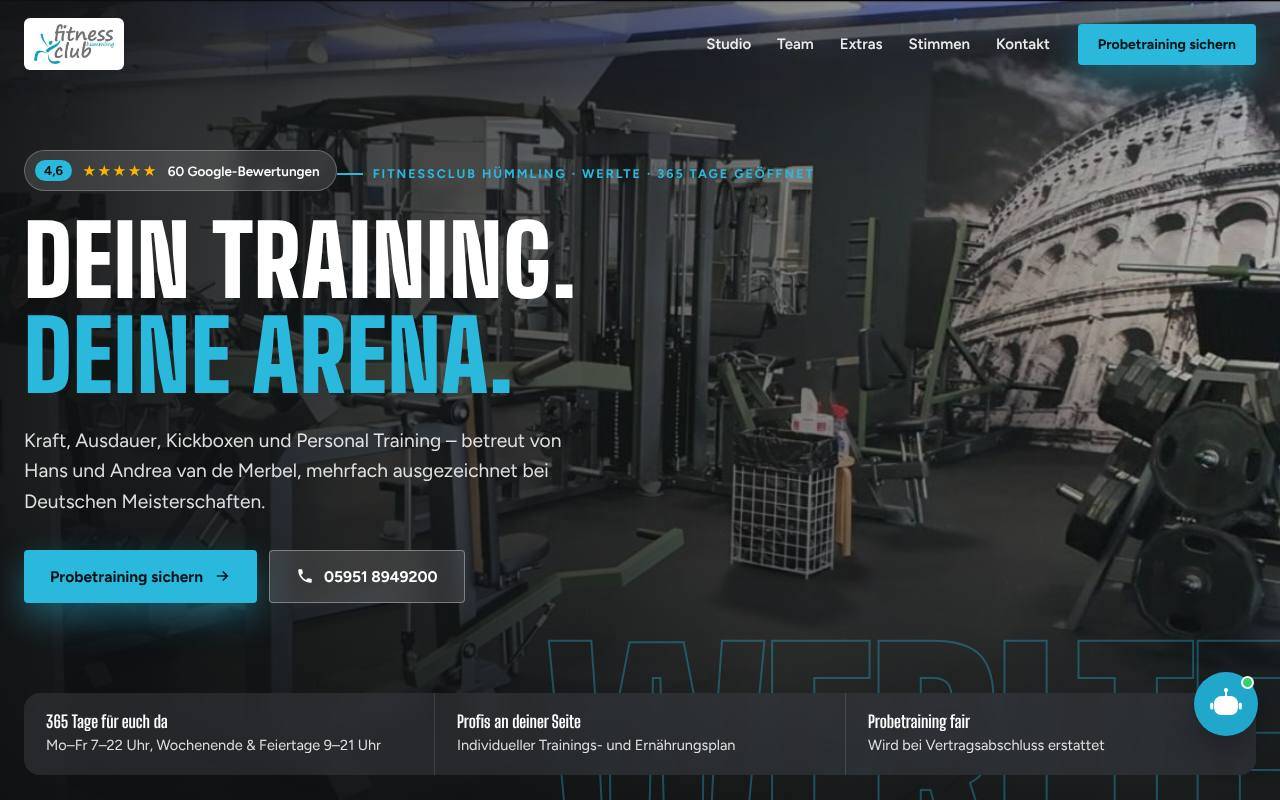 fitness
hümmling
club
Studio
Team
Extras
Stimmen
Kontakt
Probetraining sichern
4,6 ★★★★★ 60 Google-Bewertungen
FITNESSCLUB HÜMMLING · WERLTE · 365 TAGE GEÖFFNET
DEIN TRAINING.
DEINE ARENA.
Kraft, Ausdauer, Kickboxen und Personal Training – betreut von
Hans und Andrea van de Merbel, mehrfach ausgezeichnet bei
Deutschen Meisterschaften.
Probetraining sichern →
05951 8949200
WERLTE
365 Tage für euch da
Mo–Fr 7–22 Uhr, Wochenende & Feiertage 9–21 Uhr
Profis an deiner Seite
Individueller Trainings- und Ernährungsplan
Probetraining fair
Wird bei Vertragsabschluss erstattet